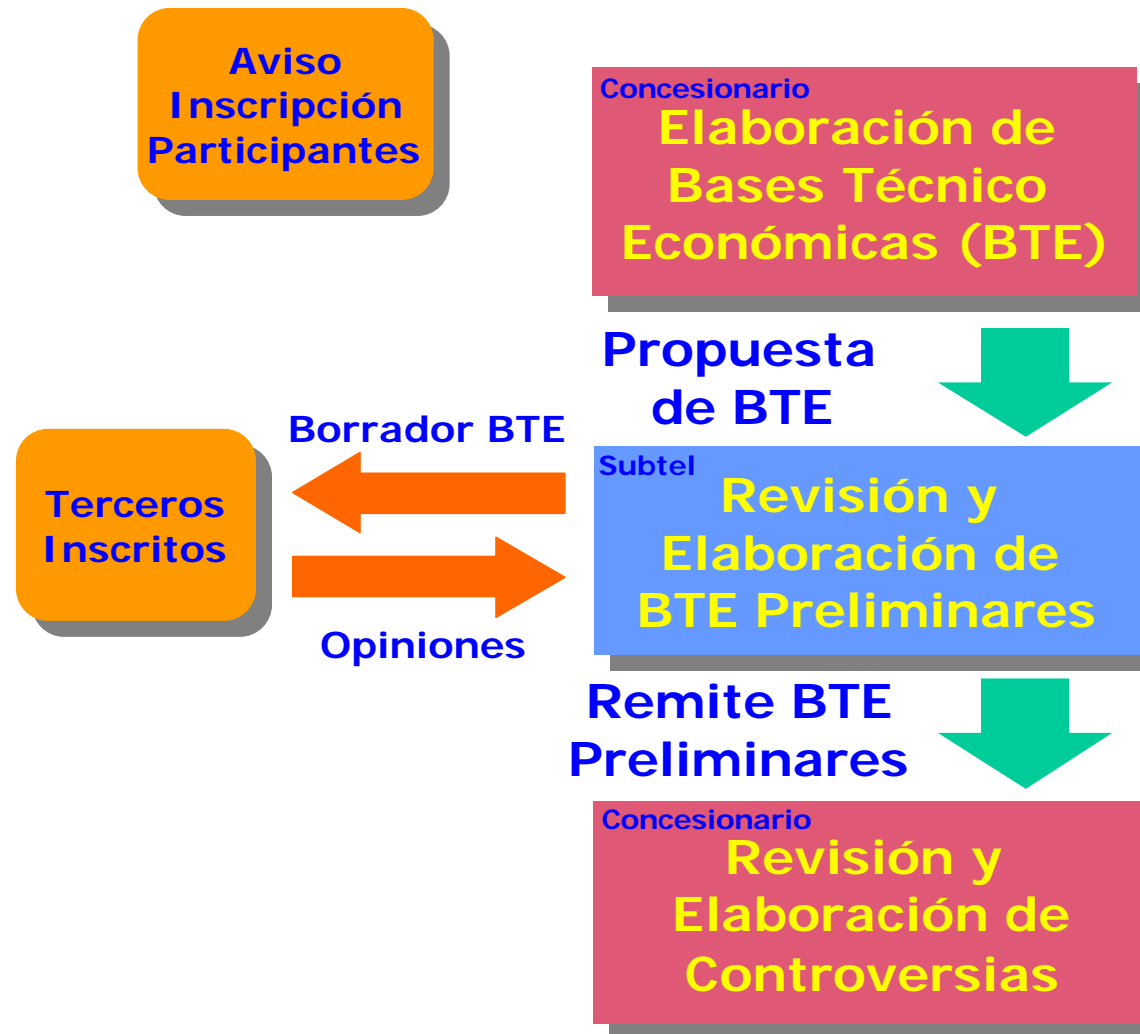 Aviso
Inscripción
Participantes
Concesionario
Elaboración de
Bases Técnico
Económicas (BTE)
Propuesta
de BTE
Borrador BTE
Terceros
Inscritos
Opiniones
Subtel
Revisión y
Elaboración de
BTE Preliminares
Remite BTE
Preliminares
Concesionario
Revisión y
Elaboración de
Controversias